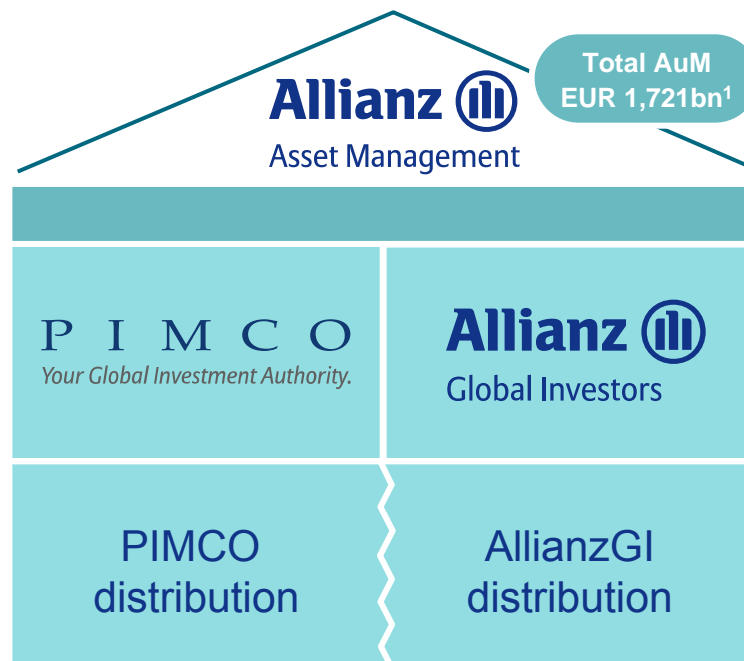 Total AuM
EUR 1,721bn¹
Allianz
Asset Management
PIMCO
Your Global Investment Authority.
Allianz
Global Investors
PIMCO
distribution
AllianzGI
distribution